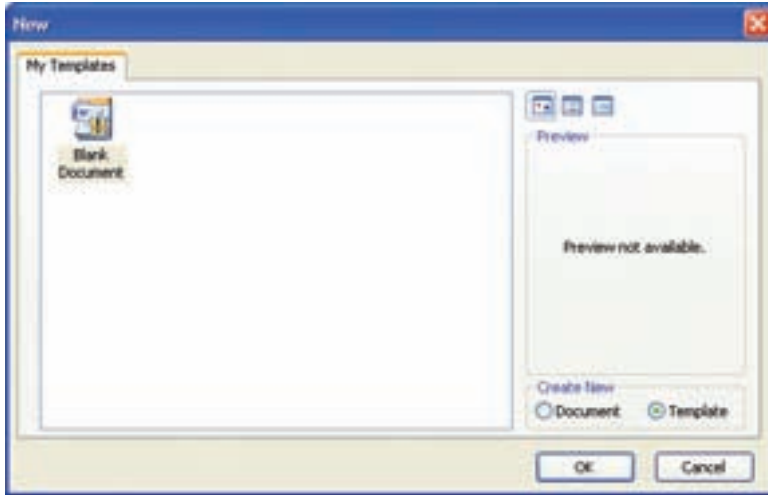 New
My Templates
Blank
Document
Preview
Preview not available.
Create New
Document
Template
OK
Cancel